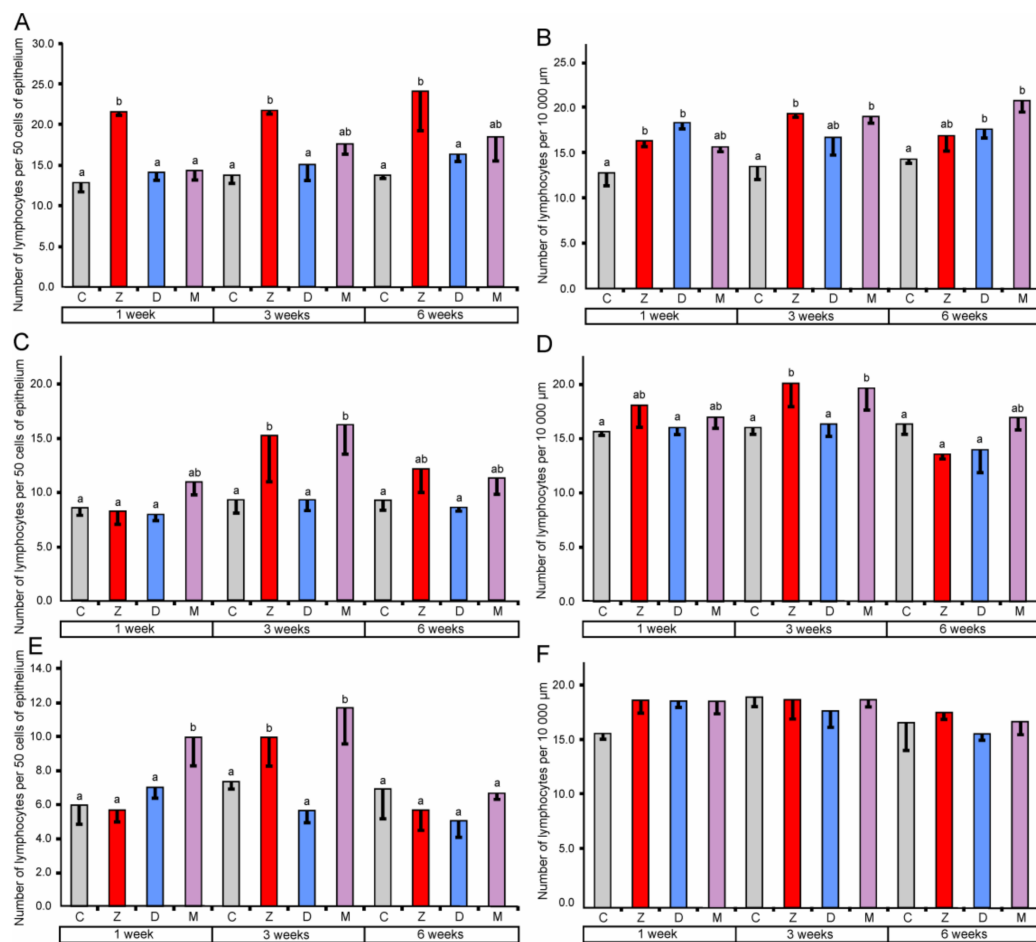 A
Number of lymphocytes per 50 cells of epithelium
30.0
25.0
20.0
15.0
10.0
5.0
0.0
a b a a a b a ab a b a ab
C Z D M C Z D M C Z D M
1 week 3 weeks 6 weeks
B
Number of lymphocytes per 10 000 µm
25.0
20.0
15.0
10.0
5.0
0.0
a b b ab a b ab b a ab b b
C Z D M C Z D M C Z D M
1 week 3 weeks 6 weeks
C
Number of lymphocytes per 50 cells of epithelium
20.0
15.0
10.0
5.0
0.0
a a a ab a b a b a ab a ab
C Z D M C Z D M C Z D M
1 week 3 weeks 6 weeks
D
Number of lymphocytes per 10 000 µm
20.0
15.0
10.0
5.0
0.0
a ab a ab a b a b a a a ab
C Z D M C Z D M C Z D M
1 week 3 weeks 6 weeks
E
Number of lymphocytes per 50 cells of epithelium
14.0
12.0
10.0
8.0
6.0
4.0
2.0
0.0
a a a b a b a b a a a a
C Z D M C Z D M C Z D M
1 week 3 weeks 6 weeks
F
Number of lymphocytes per 10 000 µm
20.0
15.0
10.0
5.0
0.0
C Z D M C Z D M C Z D M
1 week 3 weeks 6 weeks